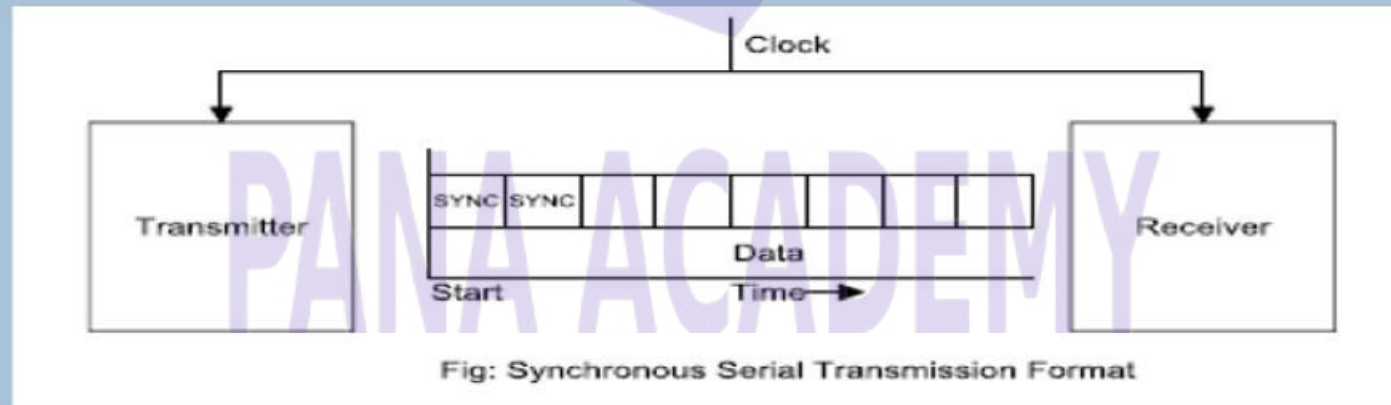 Clock
PANA ACADEMY
Transmitter
SYNC SYNC
Receiver
Data
Start Time
Fig: Synchronous Serial Transmission Format